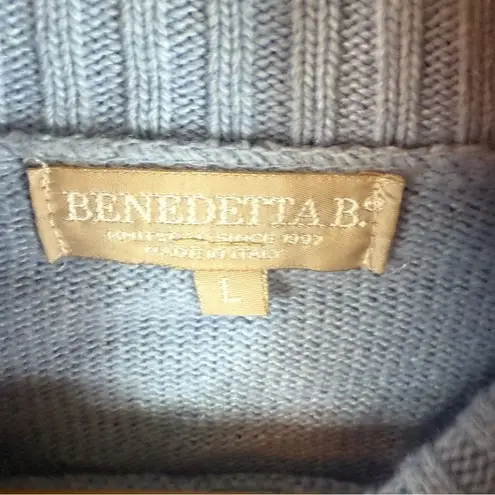 BENEDETTA B.
SINCE 1997
MADE IN ITALY
L